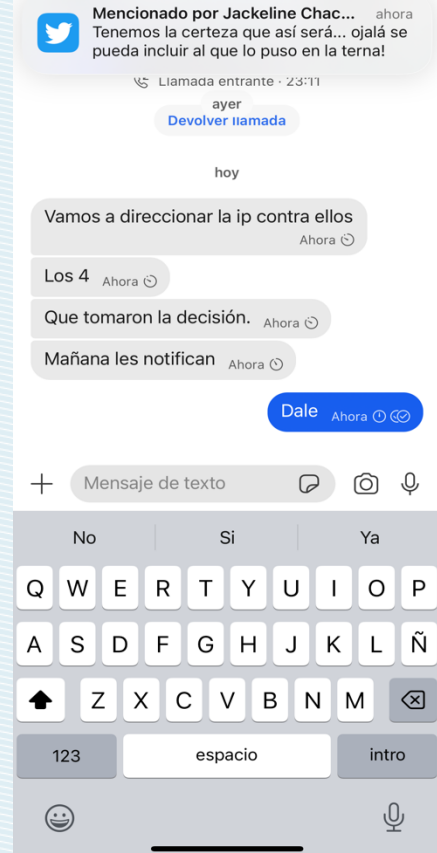 Mencionado por Jackeline Chac... ahora
Tenemos la certeza que así será... ojalá se
pueda incluir al que lo puso en la terna!
Llamada entrante · 23:11
ayer
Devolver llamada
hoy
Vamos a direccionar la ip contra ellos
Ahora
Los 4 Ahora
Que tomaron la decisión. Ahora
Mañana les notifican Ahora
Dale Ahora
Mensaje de texto
No Si Ya
Q W E R T Y U I O P
A S D F G H J K L Ñ
Z X C V B N M
123 espacio intro